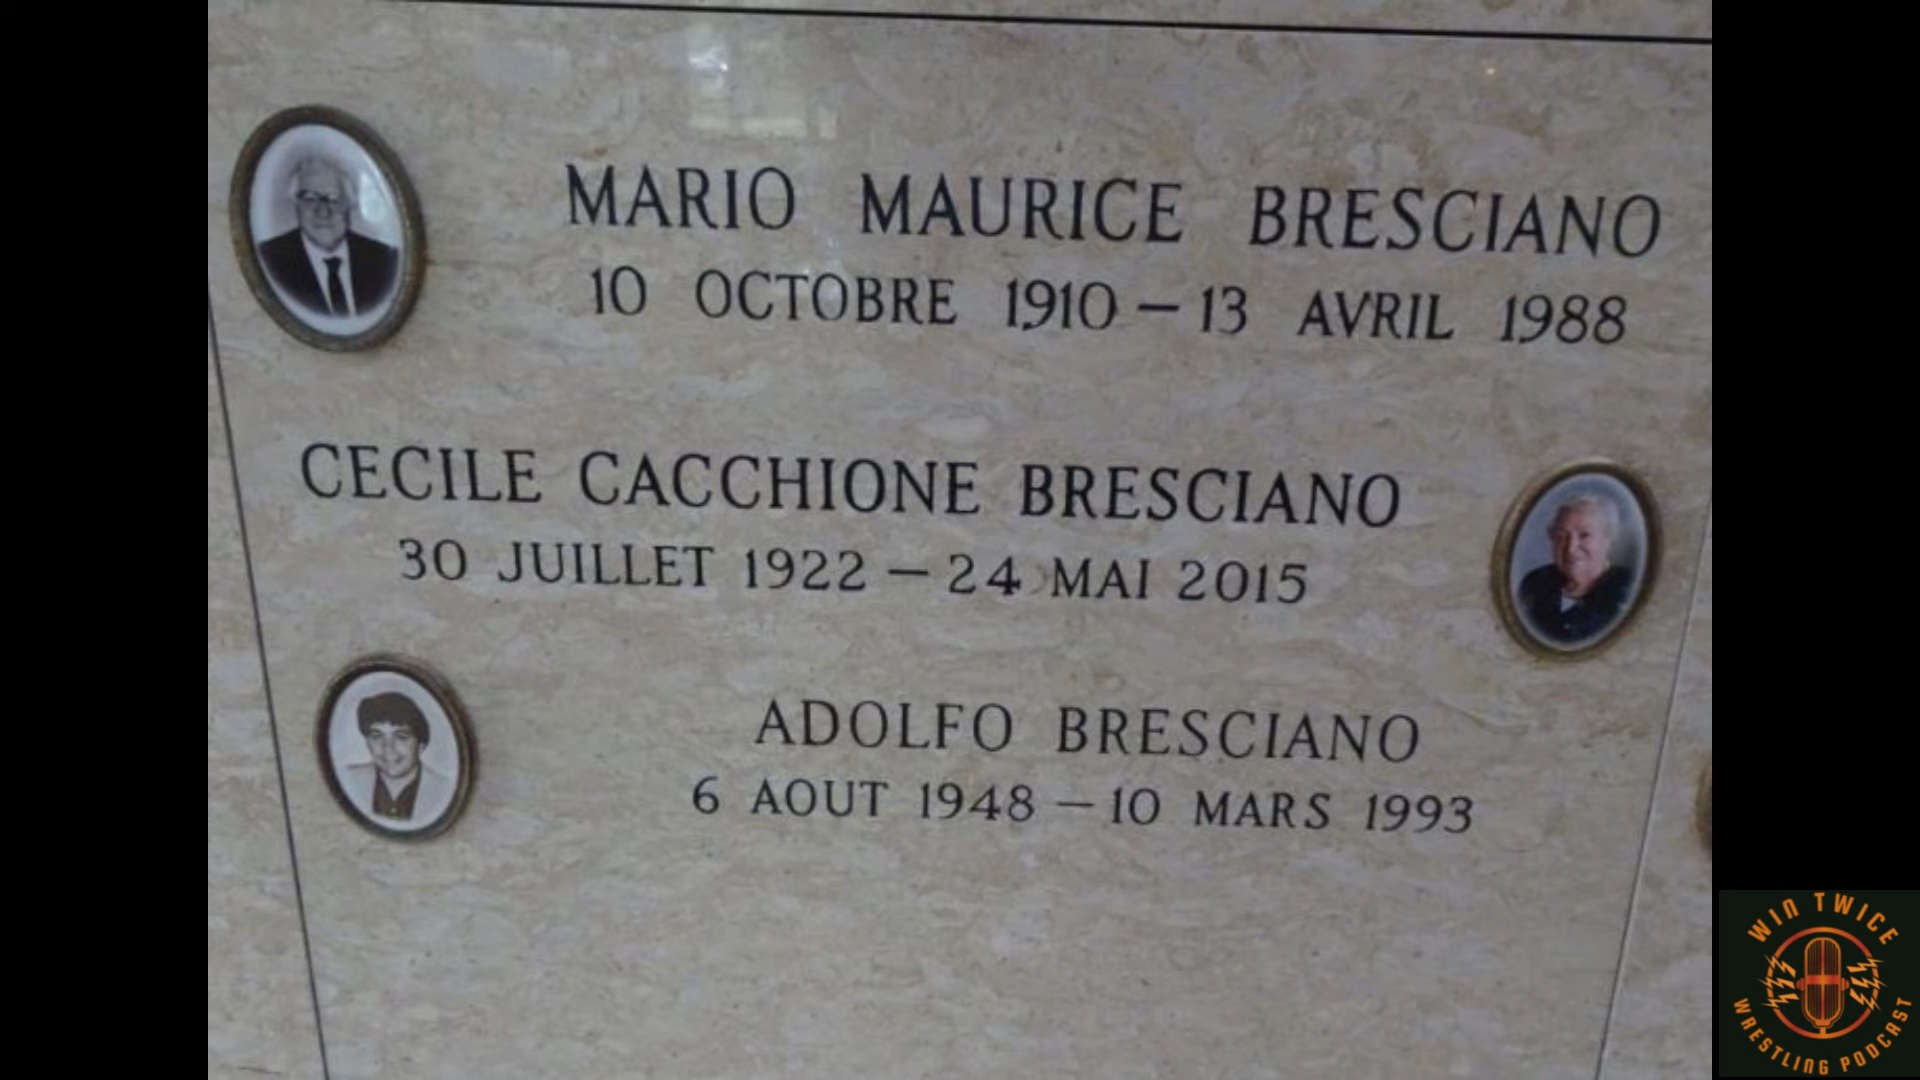 MARIO MAURICE BRESCIANO
10 OCTOBRE 1910 – 13 AVRIL 1988
CECILE CACCHIONE BRESCIANO
30 JUILLET 1922 – 24 MAI 2015
ADOLFO BRESCIANO
6 AOUT 1948 – 10 MARS 1993
WIN TWICE
WRESTLING PODCAST